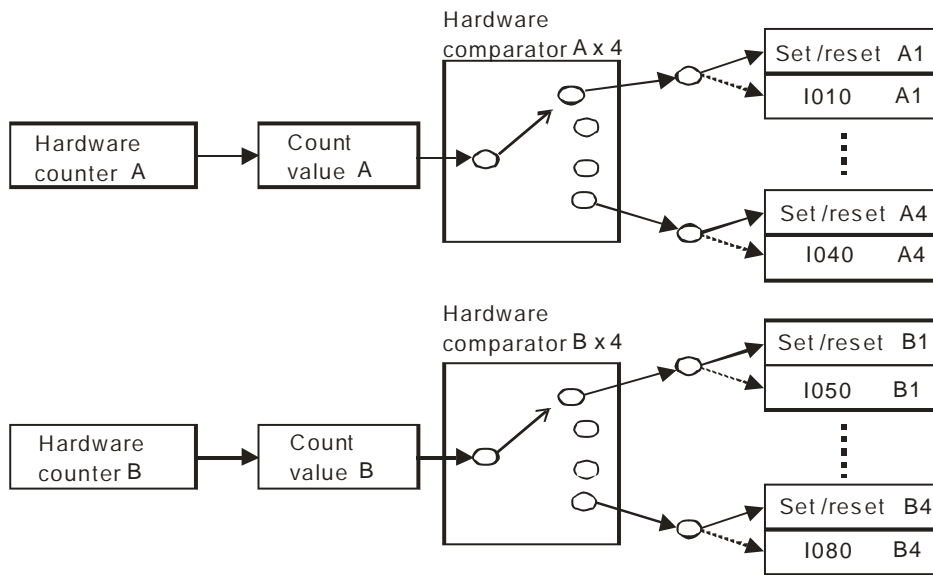 Hardware
comparator A x 4
Set/reset A1
I010 A1
Hardware
counter A
Count
value A
Set/reset A4
I040 A4
Hardware
comparator B x 4
Set/reset B1
I050 B1
Hardware
counter B
Count
value B
Set/reset B4
I080 B4